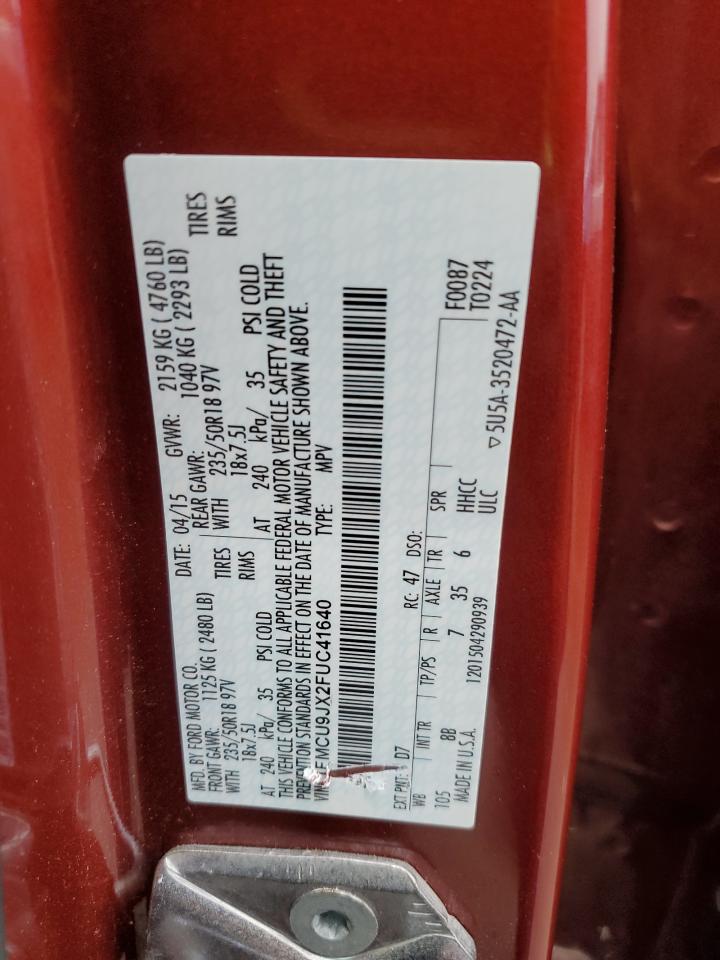 MFD. BY FORD MOTOR CO. DATE: 04/15 GVWR: 2159 KG ( 4760 LB)
FRONT GAWR: 1125 KG ( 2480 LB) REAR GAWR: 1040 KG ( 2293 LB)
WITH 235/50R18 97V TIRES WITH 235/50R18 97V TIRES
18x7.5J RIMS 18x7.5J RIMS
AT 240 kPa/ 35 PSI COLD AT 240 kPa/ 35 PSI COLD
THIS VEHICLE CONFORMS TO ALL APPLICABLE FEDERAL MOTOR VEHICLE SAFETY AND THEFT
PREVENTION STANDARDS IN EFFECT ON THE DATE OF MANUFACTURE SHOWN ABOVE.
VIN: 1FMCU9JX2FUC41640 TYPE: MPV
EXT PNT: D7 RC: 47 DSO: F0087
WB INT TR TP/PS R AXLE TR SPR T0224
105 8B 7 35 6 HHCC
MADE IN U.S.A. 1201504290939 ULC ▽5U5A-3520472-AA